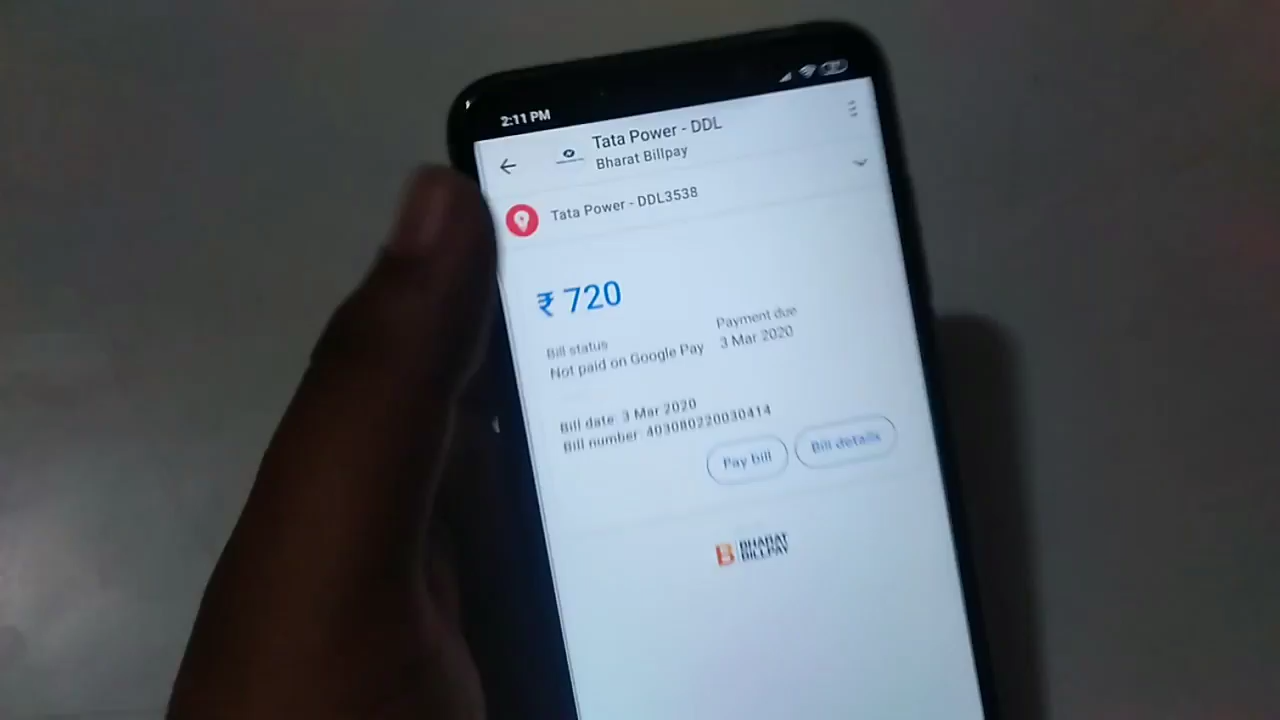 2:11 PM
Tata Power - DDL
Bharat Billpay
Tata Power - DDL3538
₹ 720
Bill status
Not paid on Google Pay
Payment due
3 Mar 2020
Bill date: 3 Mar 2020
Bill number: 403080220030414
Pay bill
Bill details
B BHARAT
BILLPAY